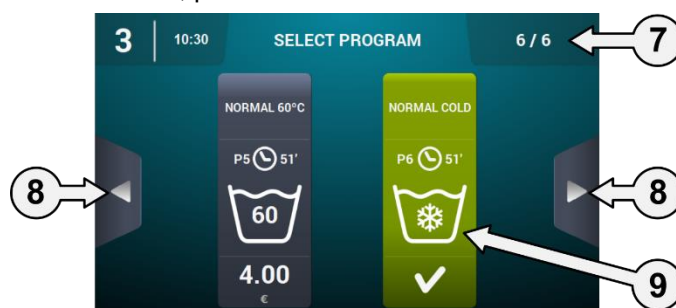 3 10:30 SELECT PROGRAM 6 / 6 7
NORMAL 60ºC NORMAL COLD
P5 51' P6 51'
8 60 8
4.00
€
9